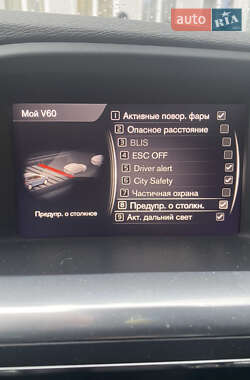 AUTO
RIA
Мой V60
1 Активные повор. фары
2 Опасное расстояние
3 BLIS
4 ESC OFF
5 Driver alert
6 City Safety
7 Частичная охрана
8 Предупр. о столкн.
9 Акт. дальний свет
Предупр. о столкнов